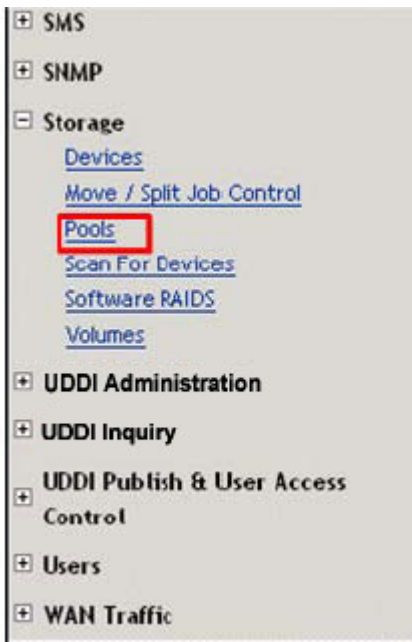 SMS
SNMP
Storage
Devices
Move / Split Job Control
Pools
Scan For Devices
Software RAIDS
Volumes
UDDI Administration
UDDI Inquiry
UDDI Publish & User Access
Control
Users
WAN Traffic